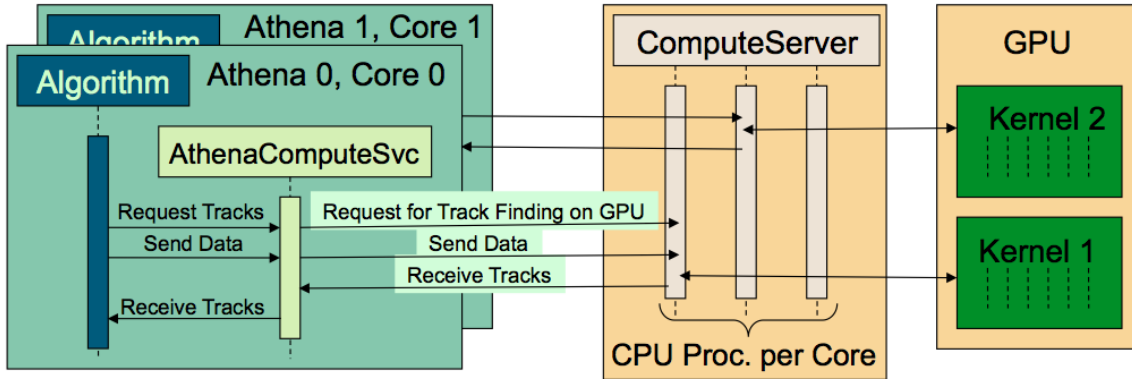 Algorithm
Athena 1, Core 1
Algorithm
Athena 0, Core 0
AthenaComputeSvc
Request Tracks
Send Data
Receive Tracks
Request for Track Finding on GPU
Send Data
Receive Tracks
ComputeServer
CPU Proc. per Core
GPU
Kernel 2
Kernel 1